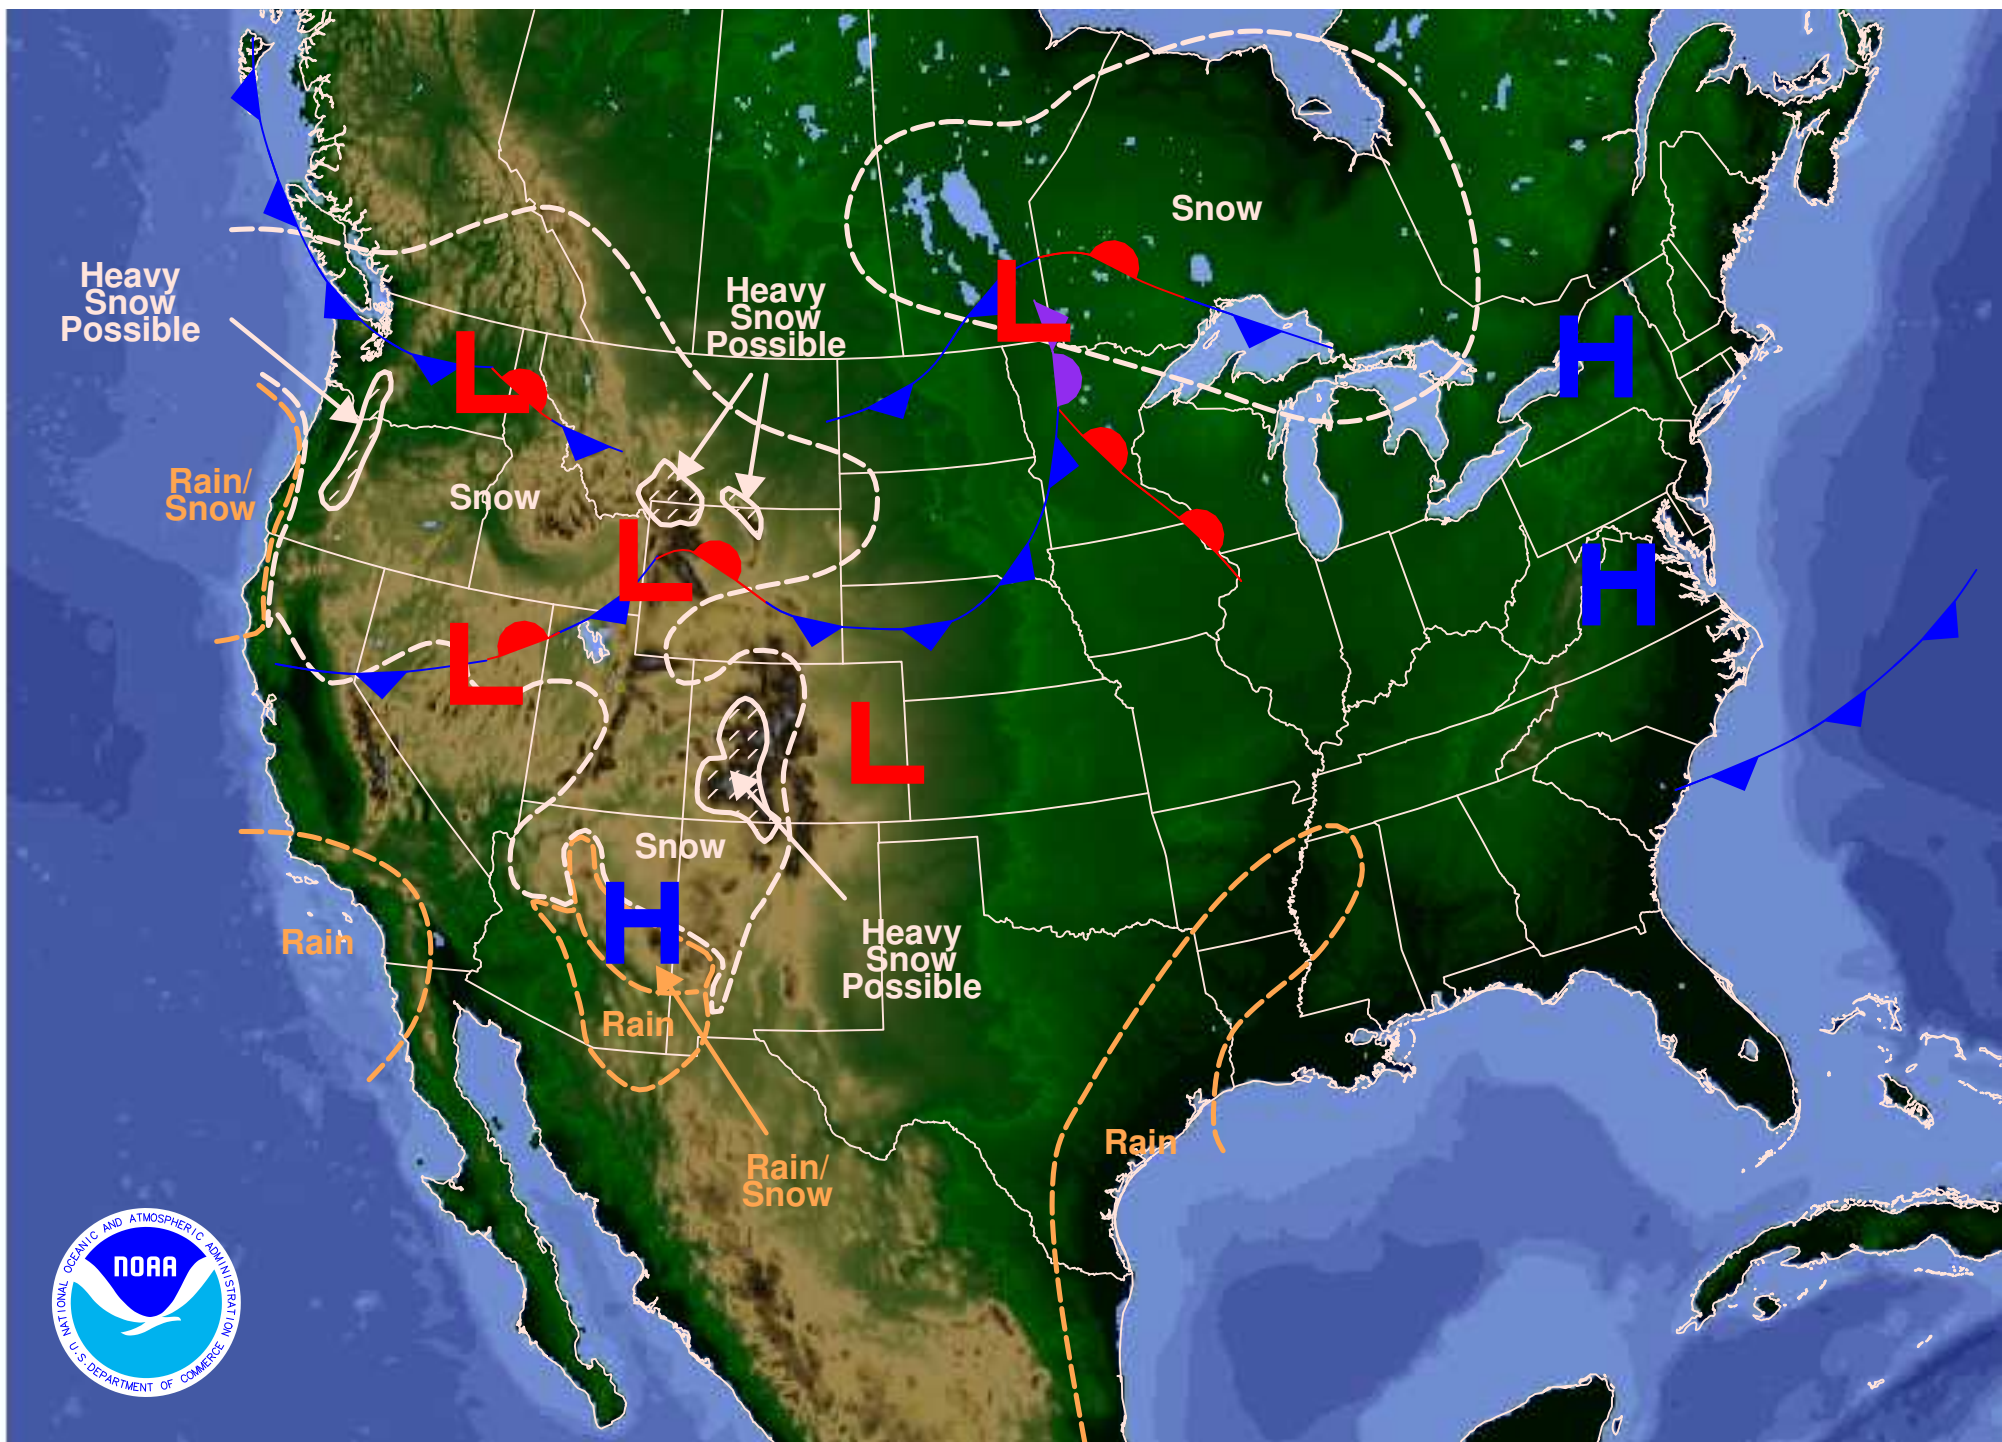 Snow
L
Heavy
Snow
Possible
Heavy
Snow
Possible
H
L
Rain/
Snow
Snow
L
H
L
L
Snow
H
Rain
Heavy
Snow
Possible
Rain
Rain
Rain/
Snow
NATIONAL OCEANIC AND ATMOSPHERIC ADMINISTRATION
NOAA
U.S. DEPARTMENT OF COMMERCE